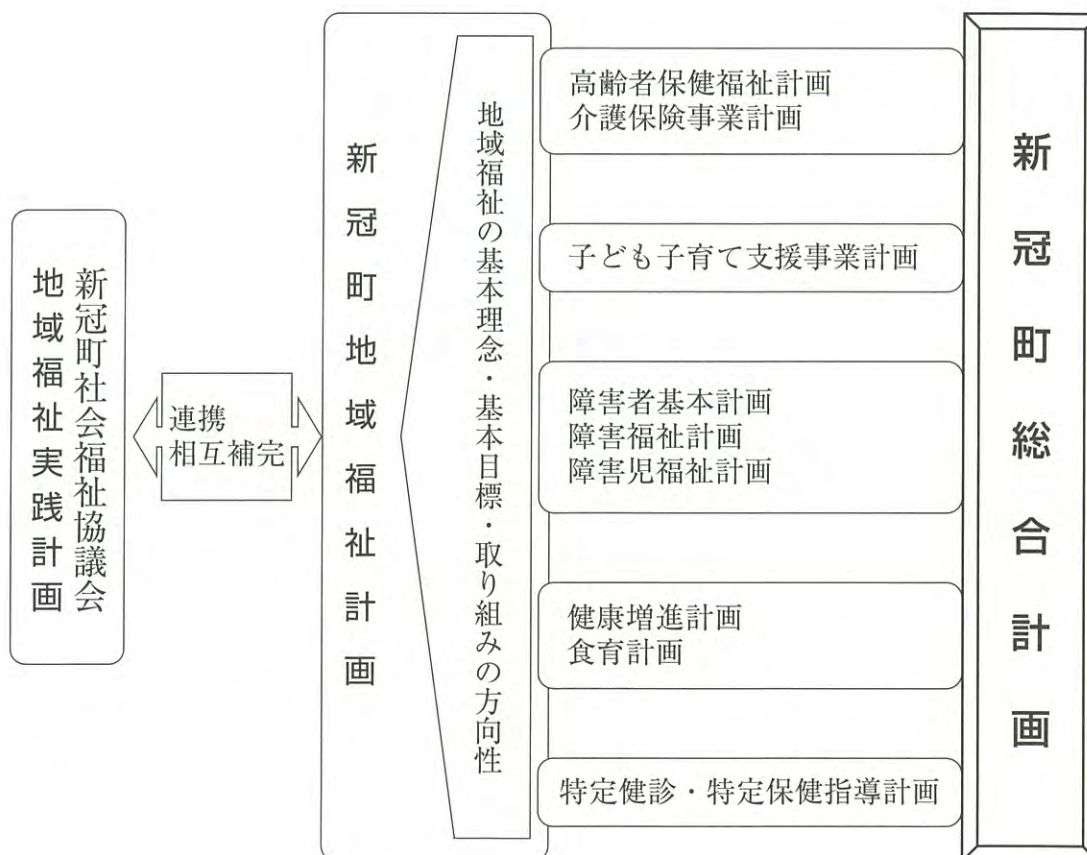 新冠町総合計画
高齢者保健福祉計画
介護保険事業計画
子ども子育て支援事業計画
障害者基本計画
障害福祉計画
障害児福祉計画
健康増進計画
食育計画
特定健診・特定保健指導計画
地域福祉の基本理念・基本目標・取り組みの方向性
新冠町地域福祉計画
連携
相互補完
新冠町社会福祉協議会
地域福祉実践計画